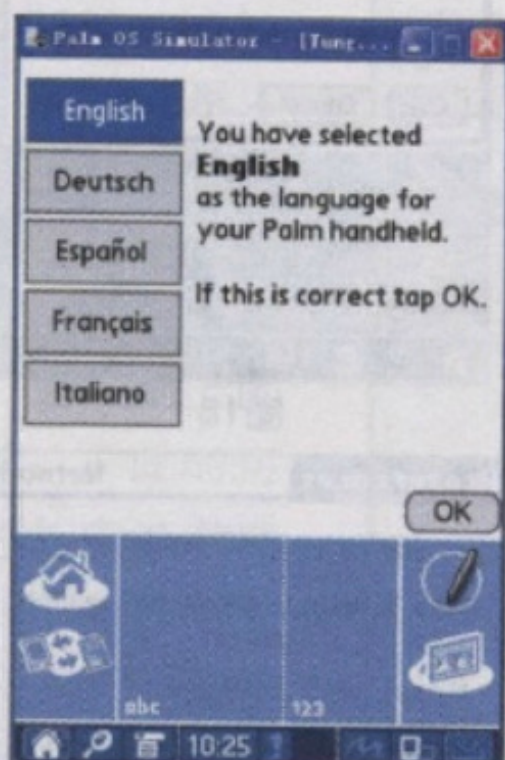 Palm OS Simulator - [Tung...
English
Deutsch
Español
Français
Italiano
You have selected
English
as the language for
your Palm handheld.
If this is correct tap OK.
OK
abc
123
10:25